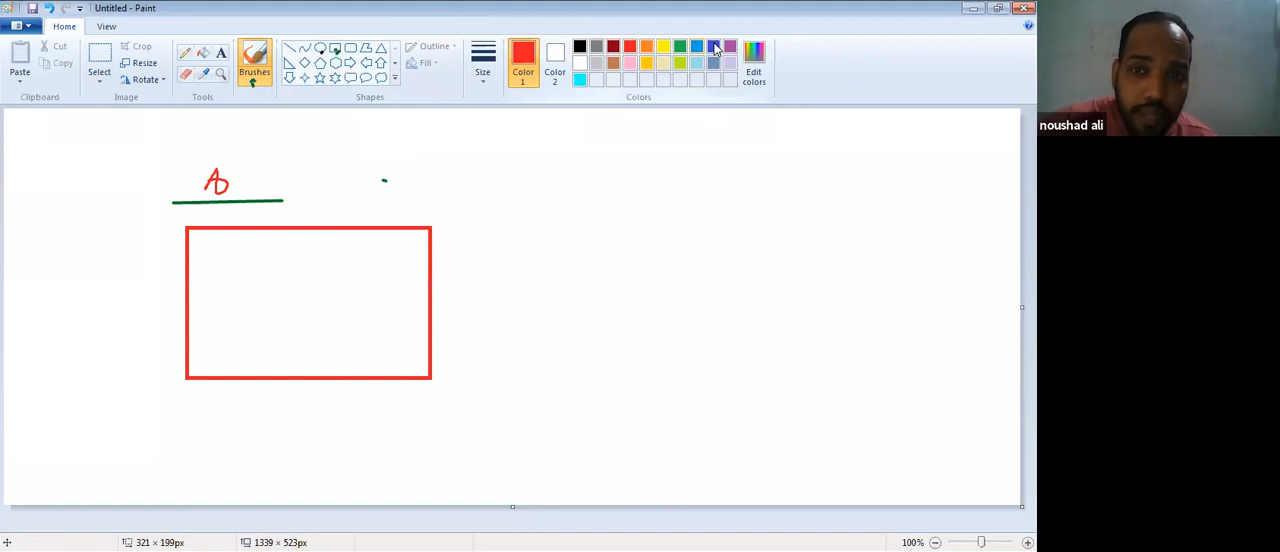 Untitled - Paint
Home View
Paste
Cut
Copy
Clipboard
Select
Crop
Resize
Rotate
Image
Tools
Brushes
Shapes
Outline
Fill
Size
Color 1
Color 2
Edit colors
Colors
noushad ali
321 × 199px
1339 × 523px
100%